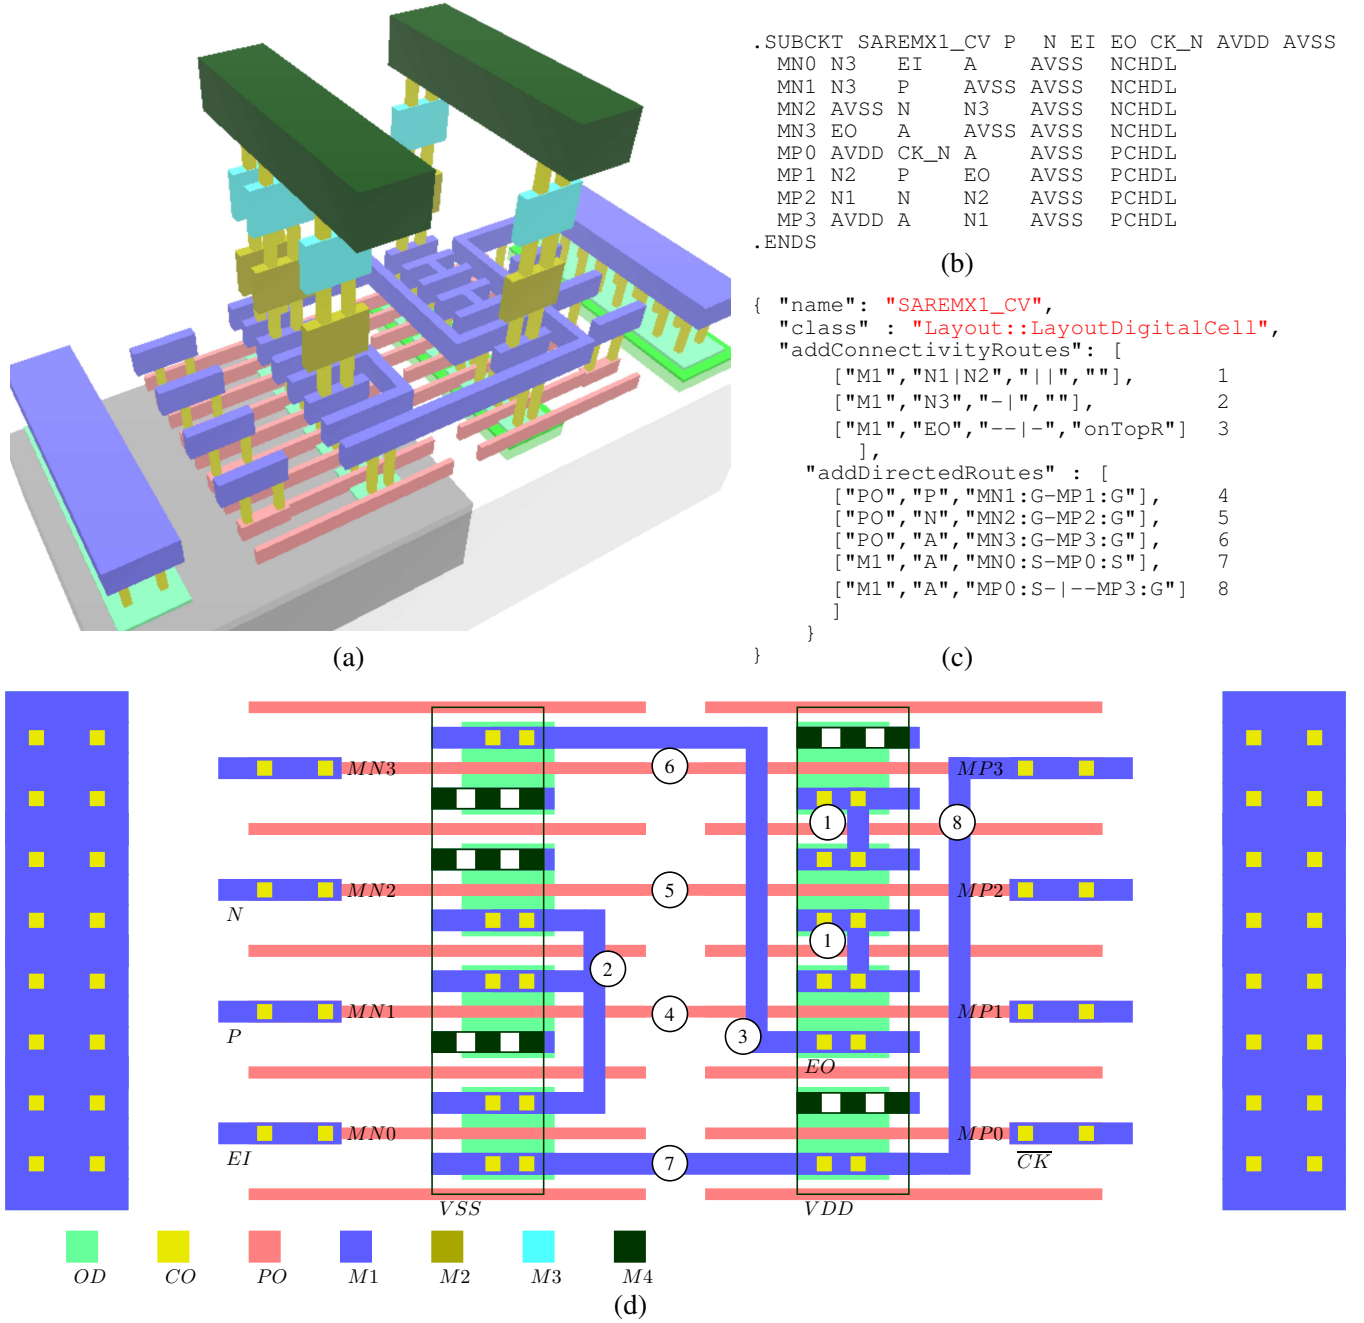 .SUBCKT SAREMX1_CV P N EI EO CK_N AVDD AVSS
MN0 N3 EI A AVSS NCHDL
MN1 N3 P AVSS AVSS NCHDL
MN2 AVSS N N3 AVSS NCHDL
MN3 EO A AVSS AVSS NCHDL
MP0 AVDD CK_N A AVSS PCHDL
MP1 N2 P EO AVSS PCHDL
MP2 N1 N N2 AVSS PCHDL
MP3 AVDD A N1 AVSS PCHDL
.ENDS
(b)
{ "name": "SAREMX1_CV",
"class" : "Layout::LayoutDigitalCell",
"addConnectivityRoutes": [
["M1","N1|N2","||",""], 1
["M1","N3","-|",""], 2
["M1","EO","--|-","onTopR"] 3
],
"addDirectedRoutes" : [
["PO","P","MN1:G-MP1:G"], 4
["PO","N","MN2:G-MP2:G"], 5
["PO","A","MN3:G-MP3:G"], 6
["M1","A","MN0:S-MP0:S"], 7
["M1","A","MP0:S-|--MP3:G"] 8
]
}
}
(a)
(c)
MN3 6 MP3
1 8
MN2 5 MP2
N
1
2
MN1 4 MP1
P 3
EO
MN0 MP0
EI CK
7
VSS VDD
OD CO PO M1 M2 M3 M4
(d)